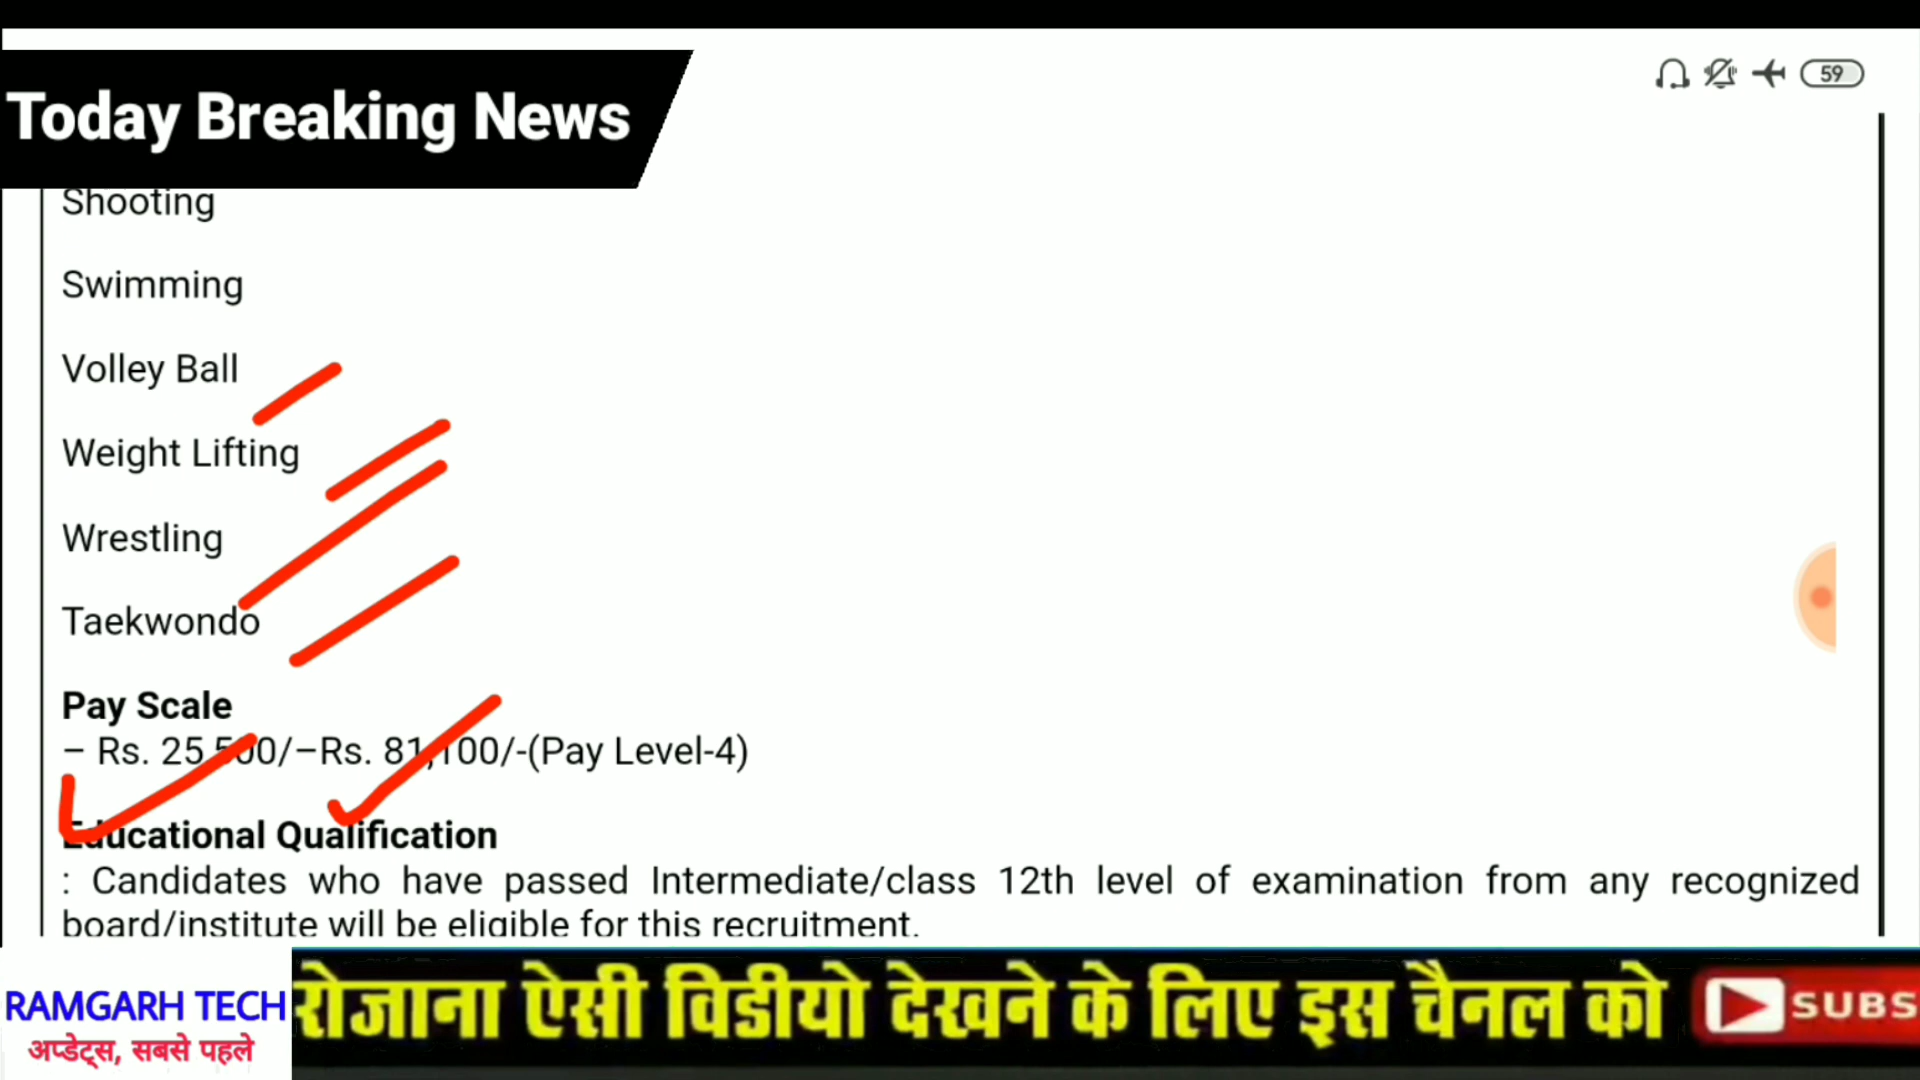 59
Today Breaking News
Shooting
Swimming
Volley Ball
Weight Lifting
Wrestling
Taekwondo
Pay Scale
– Rs. 25,500/–Rs. 81,100/-(Pay Level-4)
Educational Qualification
: Candidates who have passed Intermediate/class 12th level of examination from any recognized
board/institute will be eligible for this recruitment.
RAMGARH TECH
अप्डेट्स, सबसे पहले
रोजाना ऐसी विडीयो देखने के लिए इस चैनल को
SUBS